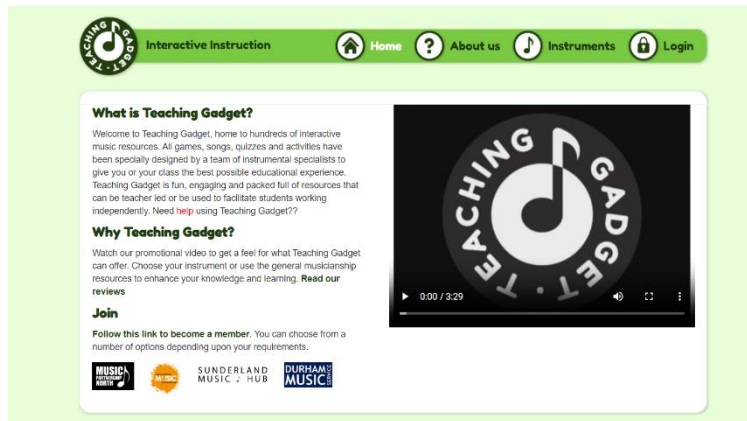 TEACHING GADGET
Interactive Instruction
Home
About us
Instruments
Login
What is Teaching Gadget?
Welcome to Teaching Gadget, home to hundreds of interactive
music resources. All games, songs, quizzes and activities have
been specially designed by a team of instrumental specialists to
give you or your class the best possible educational experience.
Teaching Gadget is fun, engaging and packed full of resources that
can be teacher led or be used to facilitate students working
independently. Need help using Teaching Gadget??
Why Teaching Gadget?
Watch our promotional video to get a feel for what Teaching Gadget
can offer. Choose your instrument or use the general musicianship
resources to enhance your knowledge and learning. Read our
reviews
Join
Follow this link to become a member. You can choose from a
number of options depending upon your requirements.
MUSIC
PARTNERSHIP
NORTH
MUSIC
SUNDERLAND
MUSIC HUB
DURHAM
MUSIC
SERVICE
TEACHING GADGET
0:00 / 3:29